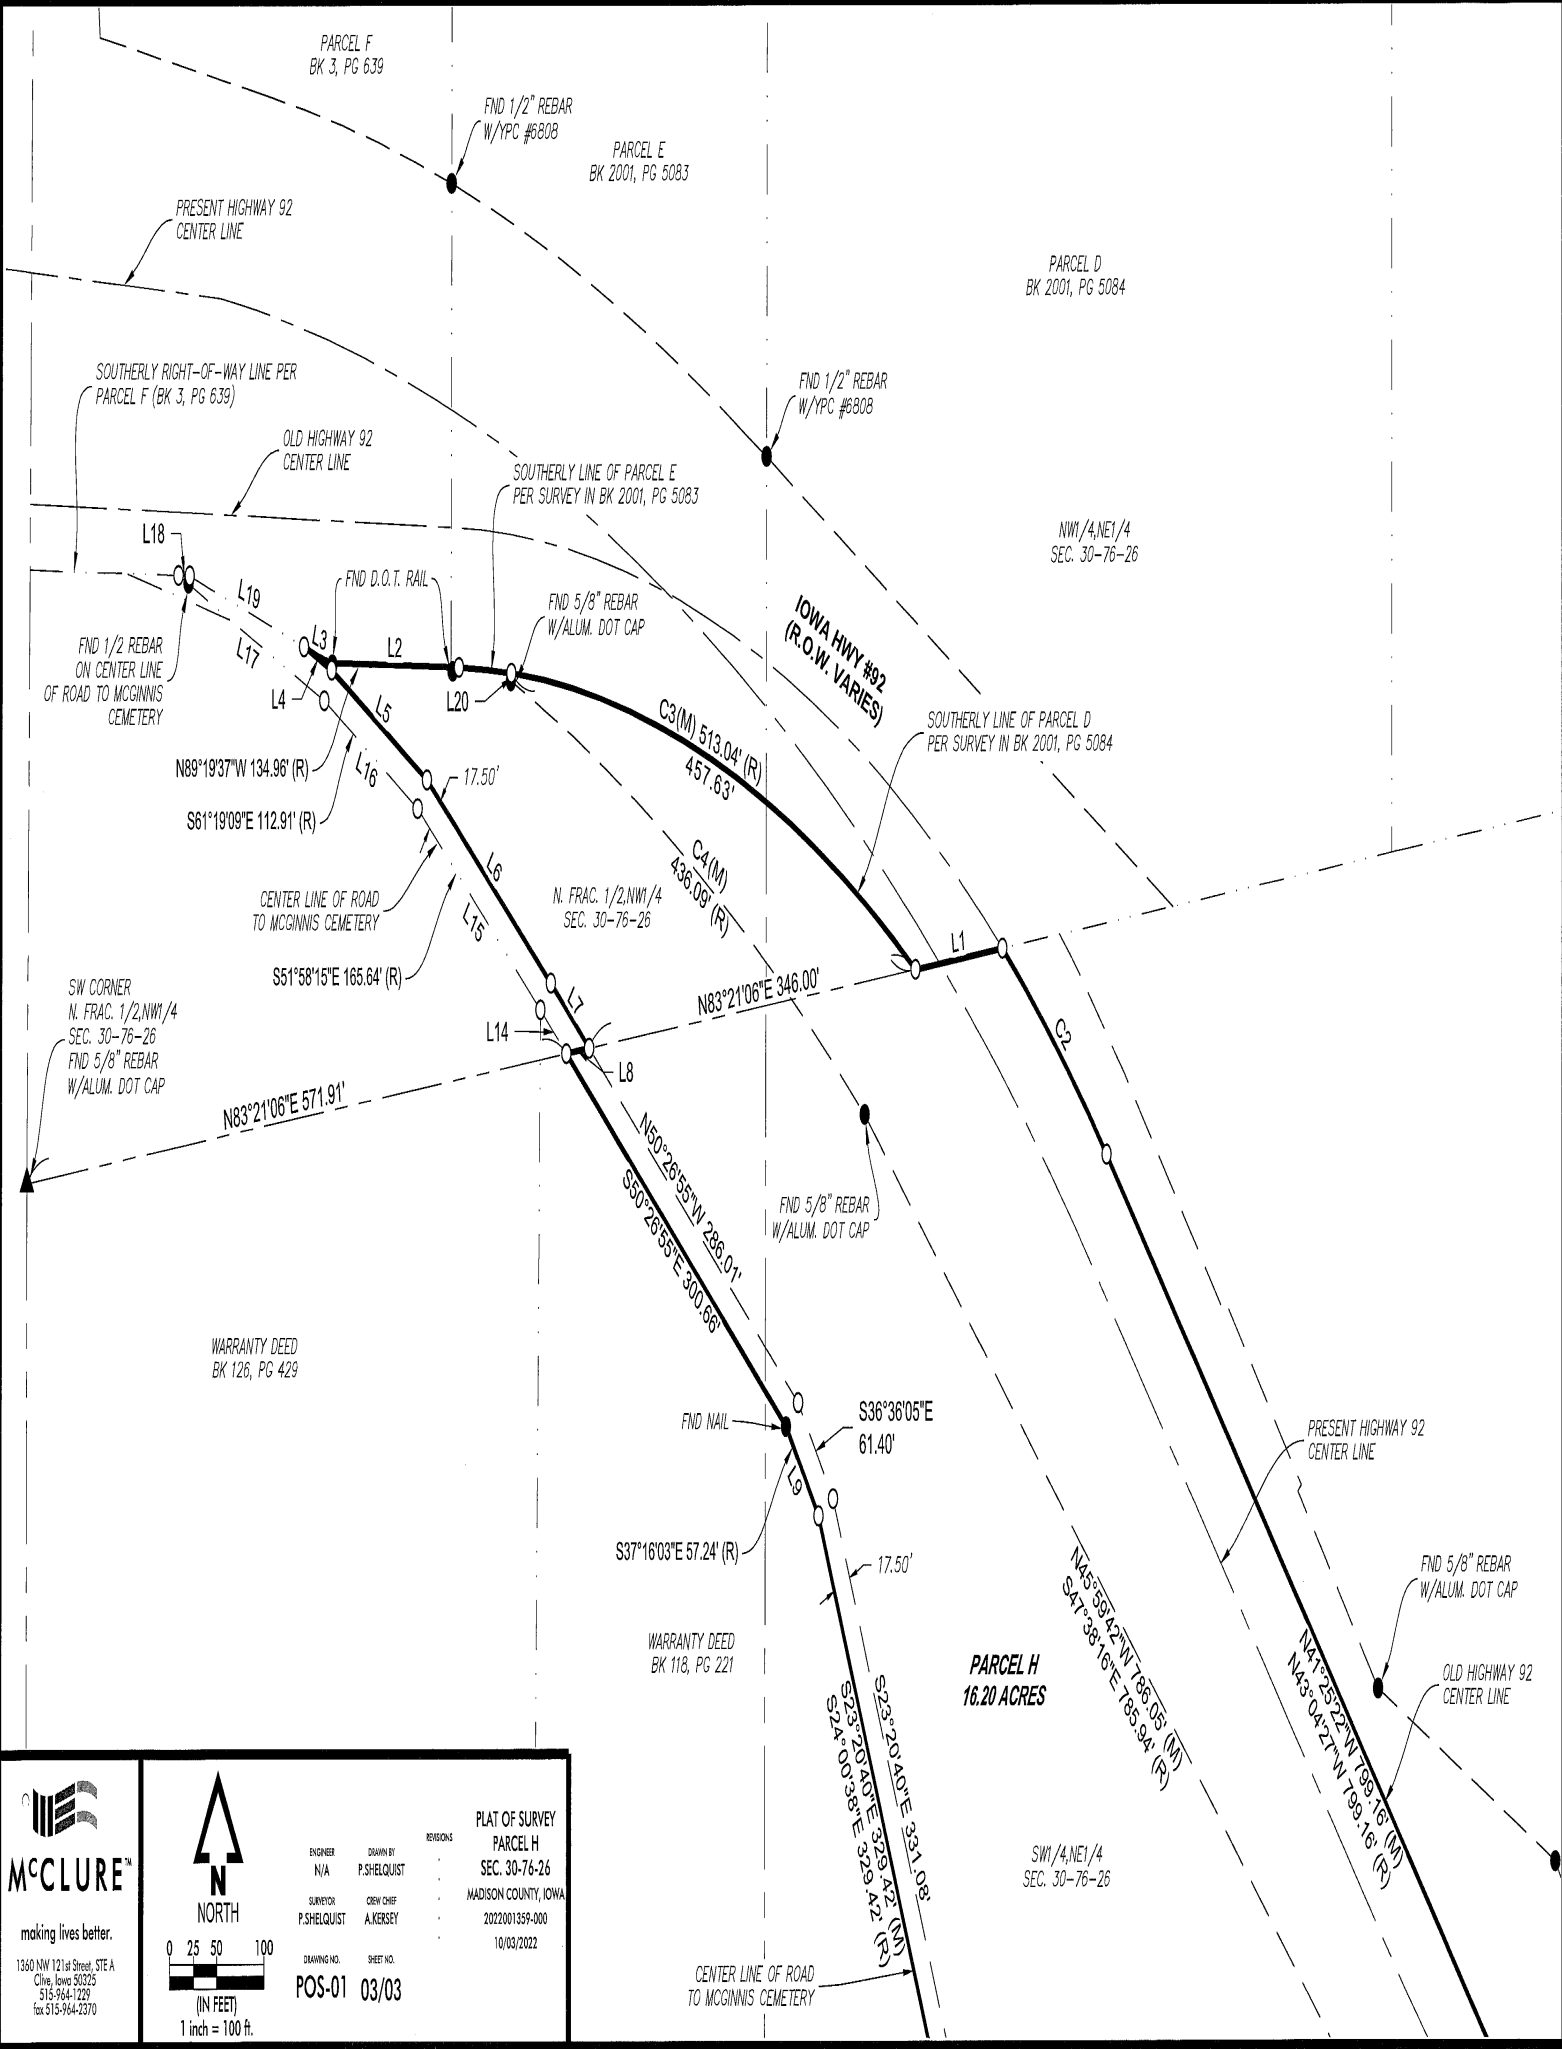 PARCEL F
BK 3, PG 639
FND 1/2" REBAR
W/YPC #6808
PARCEL E
BK 2001, PG 5083
PRESENT HIGHWAY 92
CENTER LINE
PARCEL D
BK 2001, PG 5084
SOUTHERLY RIGHT-OF-WAY LINE PER
PARCEL F (BK 3, PG 639)
FND 1/2" REBAR
W/YPC #6808
OLD HIGHWAY 92
CENTER LINE
SOUTHERLY LINE OF PARCEL E
PER SURVEY IN BK 2001, PG 5083
NW1/4,NE1/4
SEC. 30-76-26
L18
L19
FND D.O.T. RAIL
FND 5/8" REBAR
W/ALUM. DOT CAP
IOWA HWY #92
(R.O.W. VARIES)
FND 1/2 REBAR
ON CENTER LINE
OF ROAD TO MCGINNIS
CEMETERY
L17
L3
L2
L4
L20
L5
C3(M) 513.04' (R)
457.63'
SOUTHERLY LINE OF PARCEL D
PER SURVEY IN BK 2001, PG 5084
N89°19'37"W 134.96' (R)
L16
17.50'
S61°19'09"E 112.91' (R)
C4(M)
436.09' (R)
L6
CENTER LINE OF ROAD
TO MCGINNIS CEMETERY
L15
N. FRAC. 1/2,NW1/4
SEC. 30-76-26
S51°58'15"E 165.64' (R)
L1
N83°21'06"E 346.00'
SW CORNER
N. FRAC. 1/2,NW1/4
SEC. 30-76-26
FND 5/8" REBAR
W/ALUM. DOT CAP
L7
L14
L8
C2
N83°21'06"E 571.91'
N50°26'55"W 286.01'
S50°26'55"E 300.66'
FND 5/8" REBAR
W/ALUM. DOT CAP
WARRANTY DEED
BK 126, PG 429
FND NAIL
S36°36'05"E
61.40'
L9
PRESENT HIGHWAY 92
CENTER LINE
S37°16'03"E 57.24' (R)
17.50'
FND 5/8" REBAR
W/ALUM. DOT CAP
N45°59'42"W 786.05' (M)
S47°38'16"E 785.94' (R)
WARRANTY DEED
BK 118, PG 221
PARCEL H
16.20 ACRES
N41°25'22"W 799.16' (M)
N43°04'27"W 799.16' (R)
OLD HIGHWAY 92
CENTER LINE
S23°20'40"E 331.08'
S23°20'40"E 329.42' (M)
S24°00'38"E 329.42' (R)
SW1/4,NE1/4
SEC. 30-76-26
CENTER LINE OF ROAD
TO MCGINNIS CEMETERY
McCLURE™
making lives better.
1360 NW 121st Street, STE A
Clive, Iowa 50325
515-964-1229
fax 515-964-2370
N
NORTH
0 25 50 100
(IN FEET)
1 inch = 100 ft.
ENGINEER
N/A
DRAWN BY
P.SHELQUIST
SURVEYOR
P.SHELQUIST
CREW CHIEF
A.KERSEY
DRAWING NO.
POS-01
SHEET NO.
03/03
REVISIONS
PLAT OF SURVEY
PARCEL H
SEC. 30-76-26
MADISON COUNTY, IOWA
2022001359-000
10/03/2022